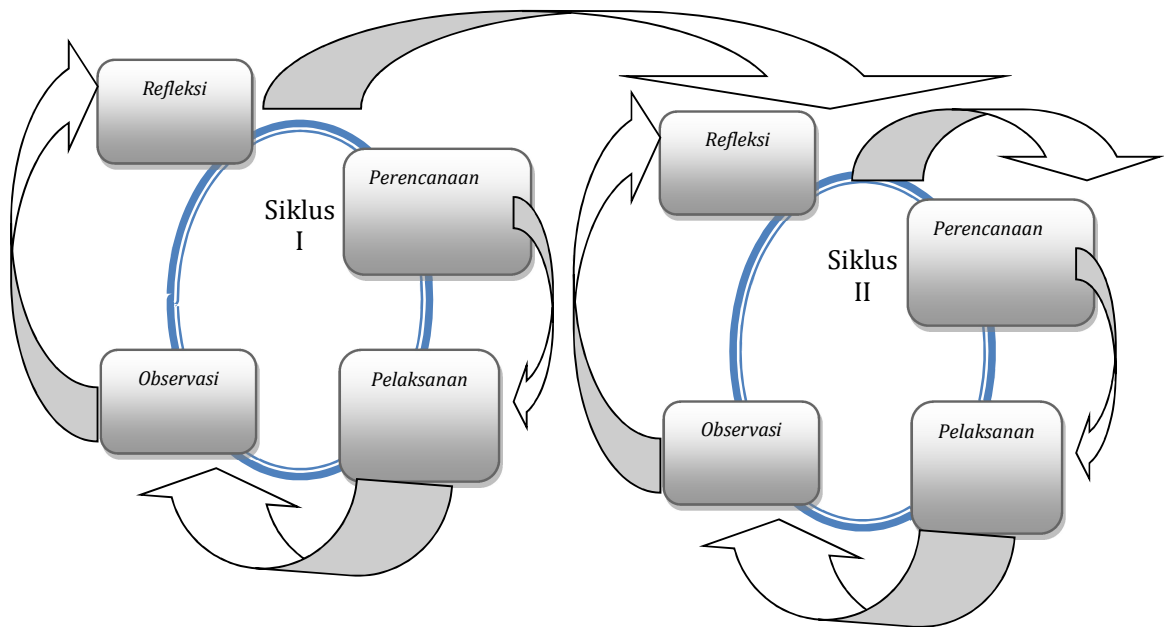 Refleksi
Perencanaan
Siklus
I
Observasi
Pelaksanan
Refleksi
Perencanaan
Siklus
II
Observasi
Pelaksanan